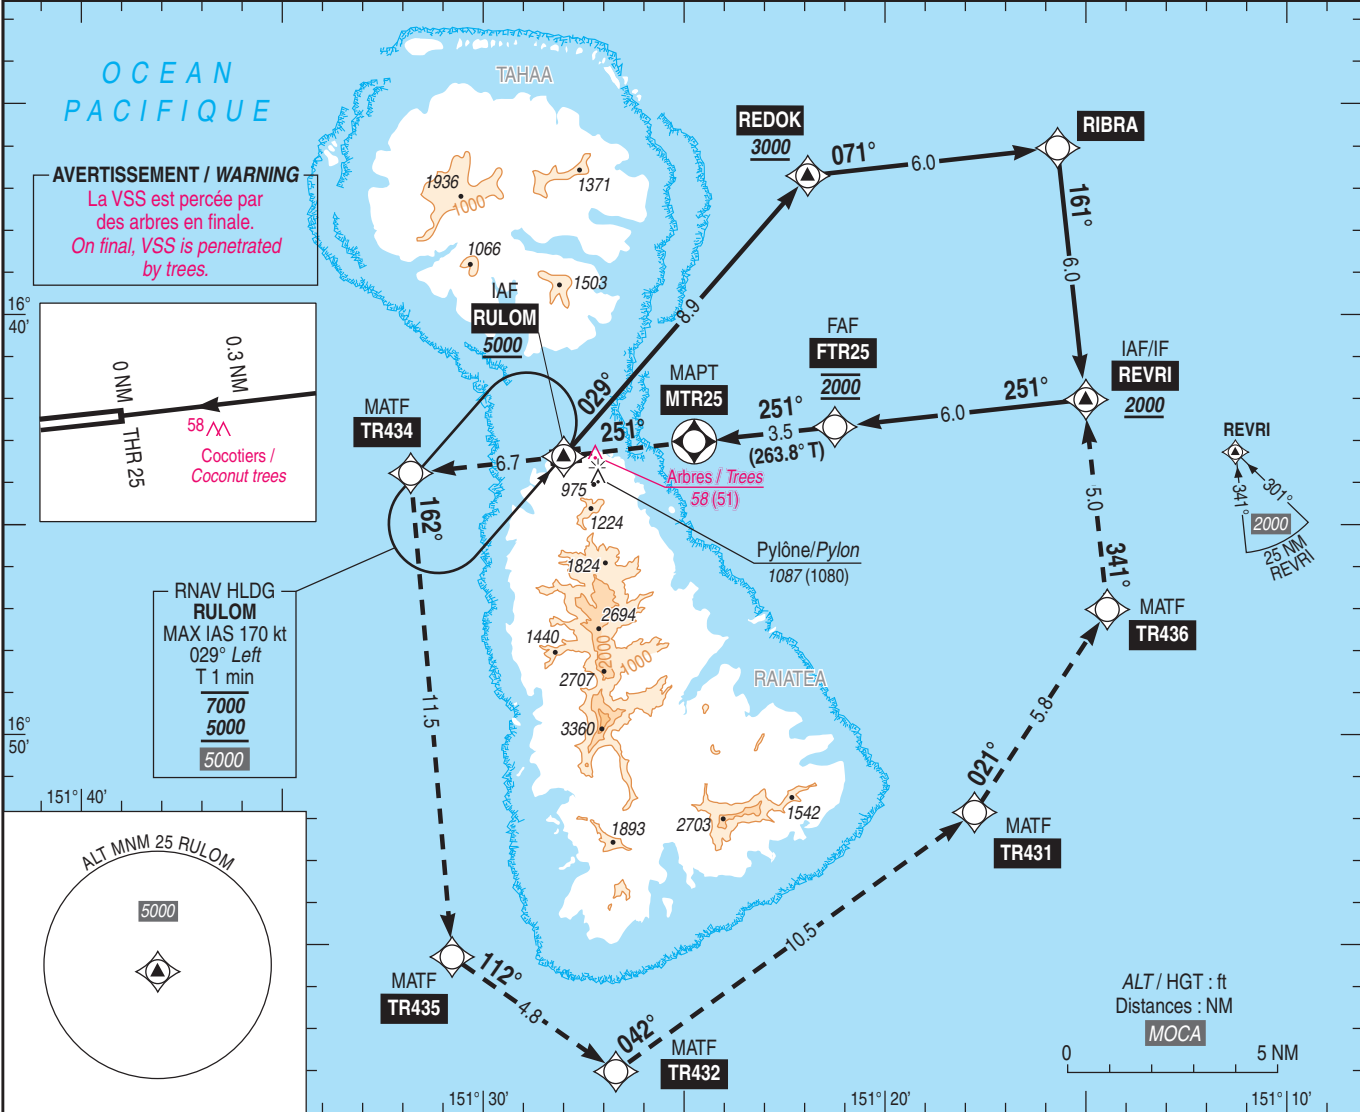 OCEAN
PACIFIQUE
AVERTISSEMENT / WARNING
La VSS est percée par
des arbres en finale.
On final, VSS is penetrated
by trees.
0 NM
0.3 NM
THR 25
58
Cocotiers /
Coconut trees
TAHAA
1936
1000
1371
1066
1503
IAF
RULOM
5000
REDOK
3000
071°
6.0
RIBRA
161°
6.0
8.9
029°
16°
40'
FAF
FTR25
2000
IAF/IF
REVRI
2000
MAPT
MTR25
251°
6.0
251°
3.5
(263.8° T)
251°
MATF
TR434
6.7
162°
Arbres / Trees
58 (51)
975
1224
Pylône/Pylon
1087 (1080)
REVRI
341°
301°
2000
25 NM
REVRI
5.0
341°
MATF
TR436
RNAV HLDG
RULOM
MAX IAS 170 kt
029° Left
T 1 min
7000
5000
5000
1824
2694
1440
2000
1000
2707
3360
RAIATEA
11.5
5.8
021°
16°
50'
151° 40'
1893
2703
1542
MATF
TR431
ALT MNM 25 RULOM
5000
10.5
MATF
TR435
112°
4.8
042°
MATF
TR432
ALT / HGT : ft
Distances : NM
MOCA
0
5 NM
151° 30'
151° 20'
151° 10'